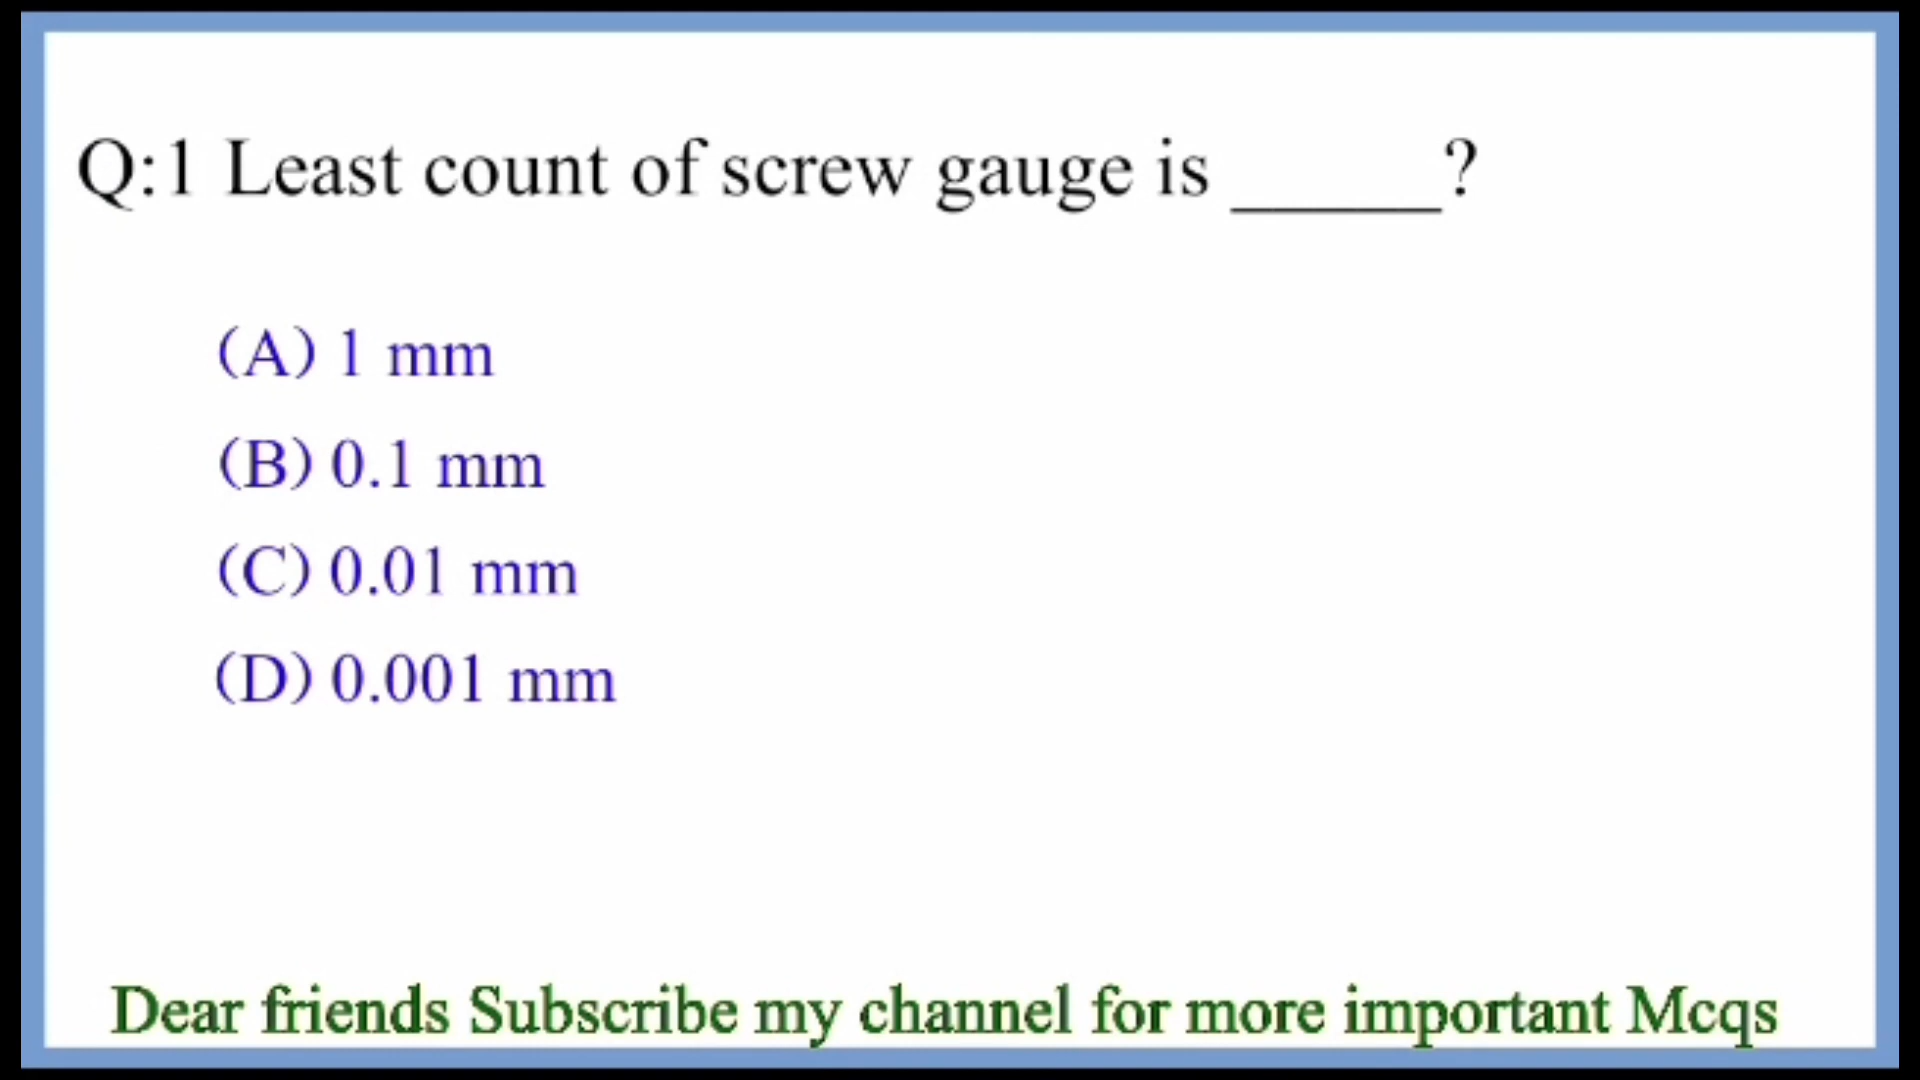 Q:1 Least count of screw gauge is _____?
(A) 1 mm
(B) 0.1 mm
(C) 0.01 mm
(D) 0.001 mm
Dear friends Subscribe my channel for more important Mcqs